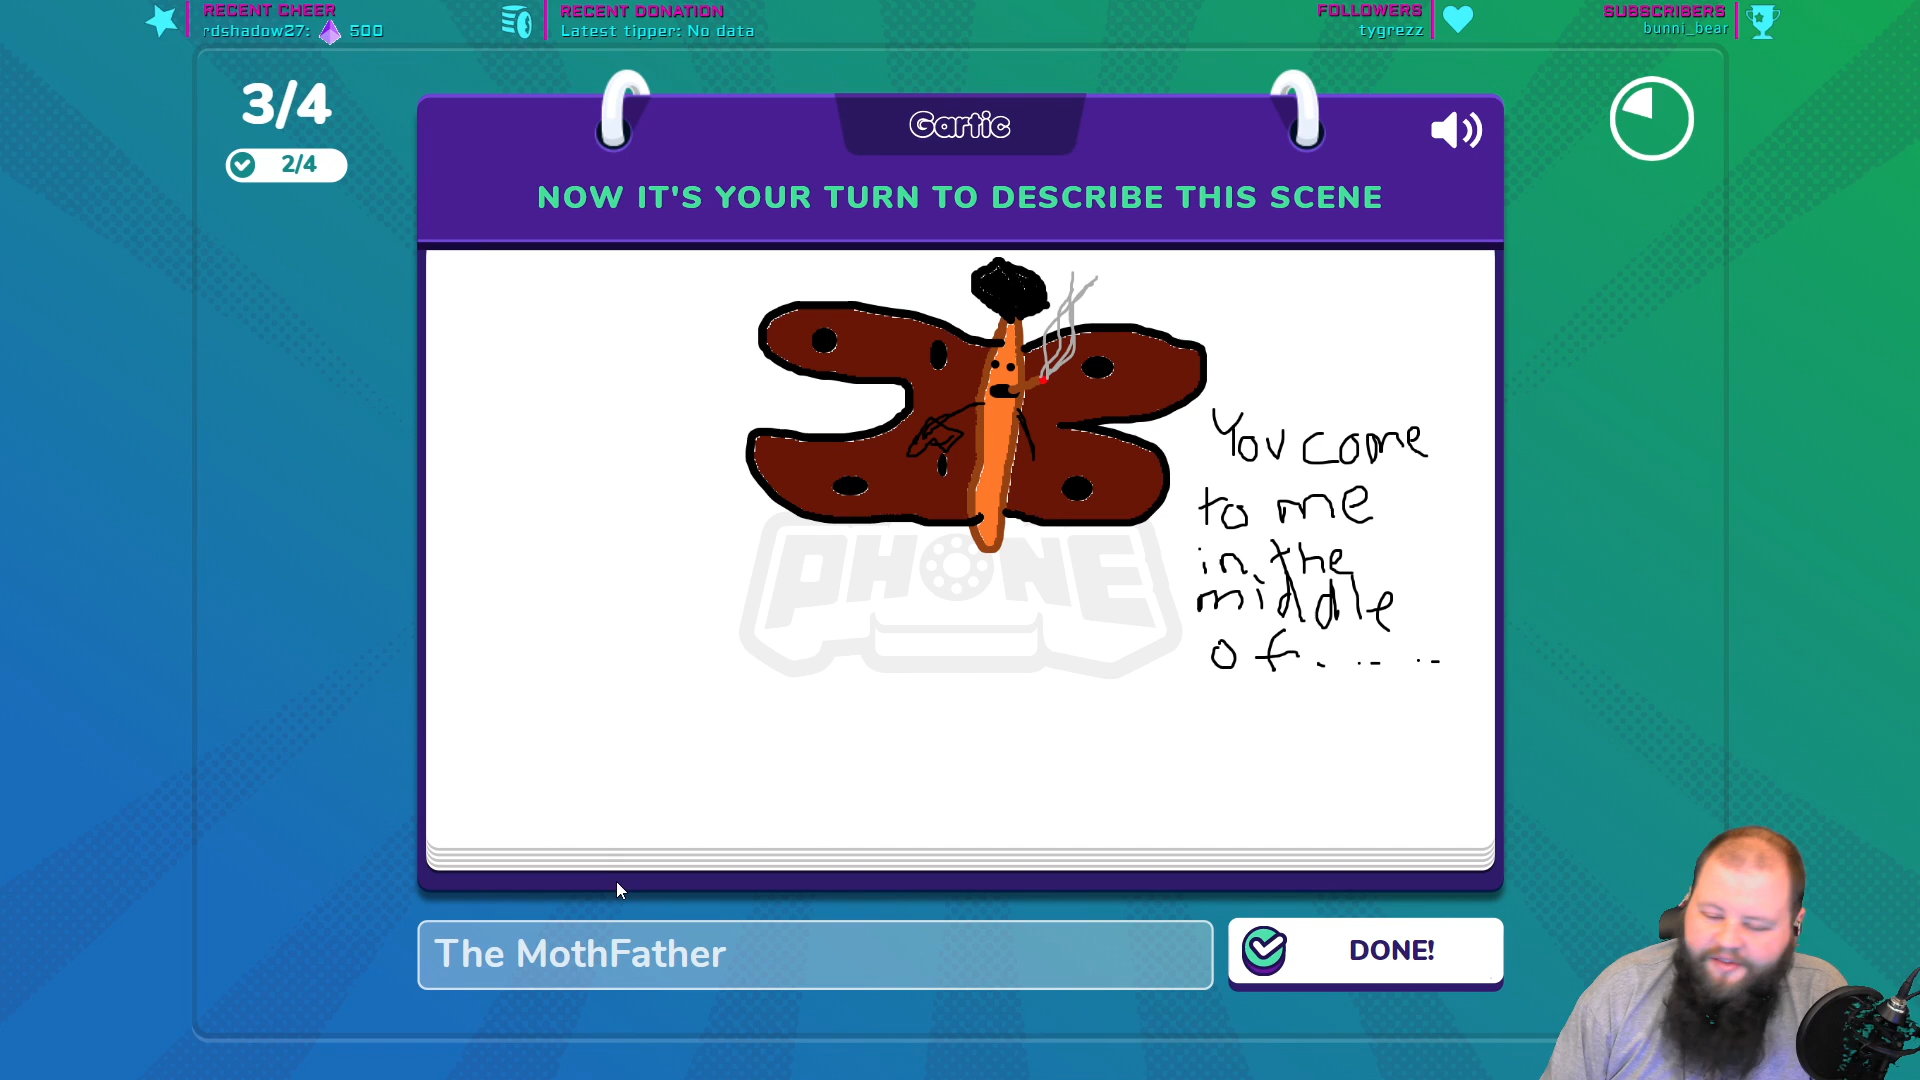 RECENT CHEER
rdshadow27: 500
RECENT DONATION
Latest tipper: No data
FOLLOWERS
tygrezz
SUBSCRIBERS
bunni_bear
3/4
2/4
Gartic
NOW IT'S YOUR TURN TO DESCRIBE THIS SCENE
You come
to me
in the
middle
of. .. -- .. --
PHONE
The MothFather
DONE!